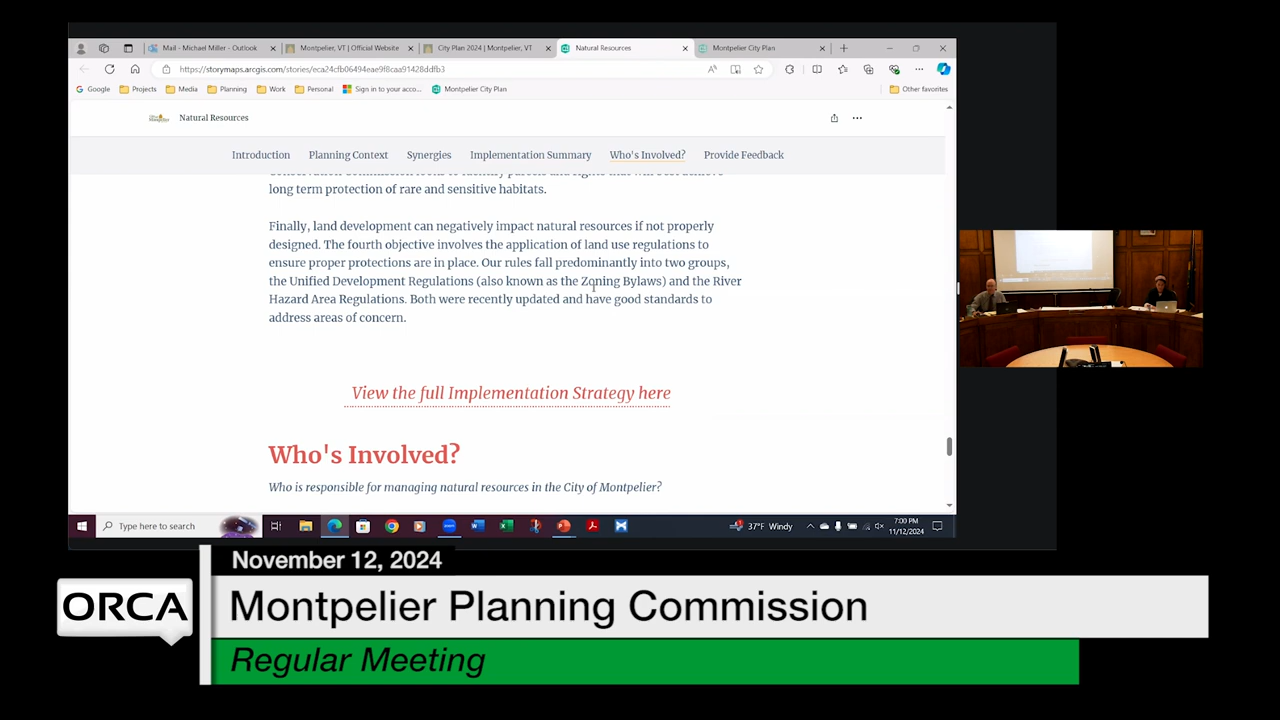 Mail - Michael Miller - Outlook
Montpelier, VT | Official Website
City Plan 2024 | Montpelier, VT
Natural Resources
Montpelier City Plan
https://storymaps.arcgis.com/stories/eca24cfb06494eae9f8caa91428ddfb3
Google
Projects
Media
Planning
Work
Personal
Sign in to your acco...
Montpelier City Plan
Other favorites
Natural Resources
Introduction
Planning Context
Synergies
Implementation Summary
Who's Involved?
Provide Feedback
long term protection of rare and sensitive habitats.
Finally, land development can negatively impact natural resources if not properly
designed. The fourth objective involves the application of land use regulations to
ensure proper protections are in place. Our rules fall predominantly into two groups,
the Unified Development Regulations (also known as the Zoning Bylaws) and the River
Hazard Area Regulations. Both were recently updated and have good standards to
address areas of concern.
View the full Implementation Strategy here
Who's Involved?
Who is responsible for managing natural resources in the City of Montpelier?
Type here to search
37°F Windy
7:00 PM
11/12/2024
November 12, 2024
ORCA
Montpelier Planning Commission
Regular Meeting